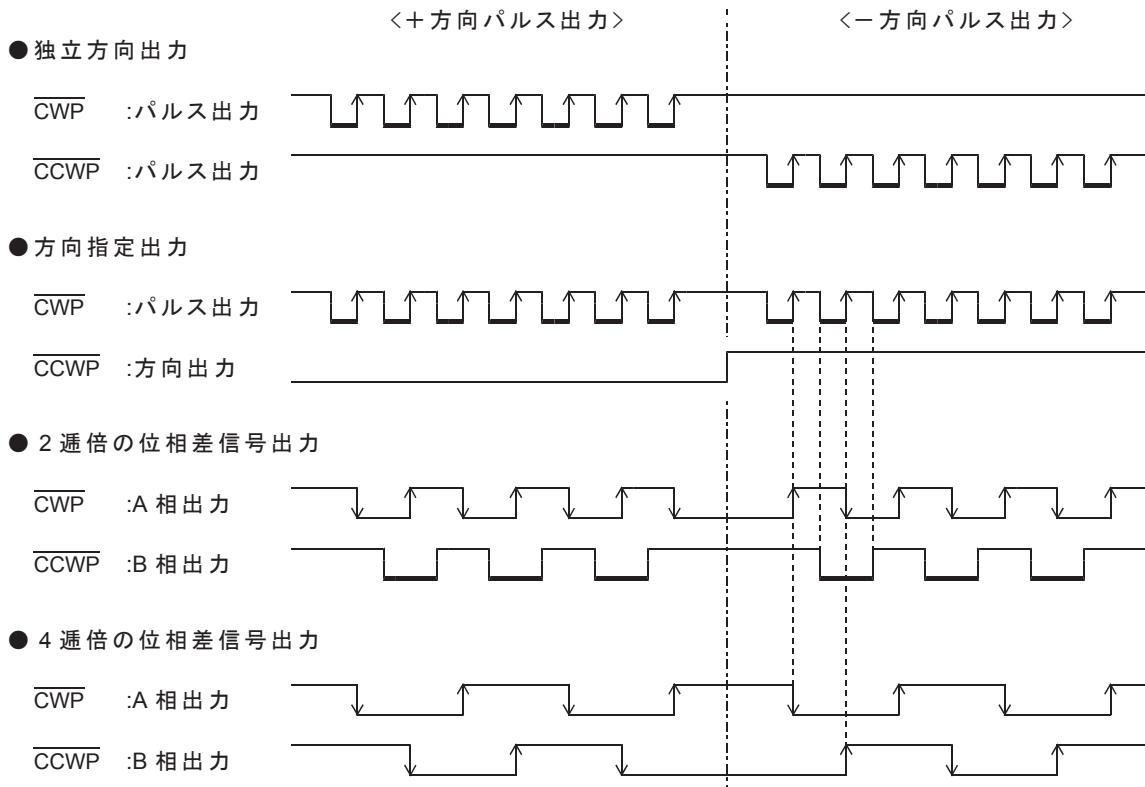 <＋方向パルス出力> <－方向パルス出力>
●独立方向出力
CWP :パルス出力
CCWP :パルス出力
●方向指定出力
CWP :パルス出力
CCWP :方向出力
● 2 逓倍の位相差信号出力
CWP :A 相出力
CCWP :B 相出力
● 4 逓倍の位相差信号出力
CWP :A 相出力
CCWP :B 相出力